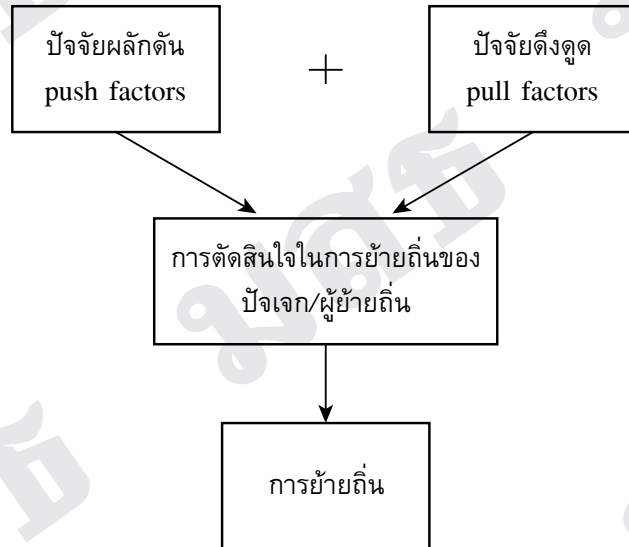 ปัจจัยผลักดัน
push factors
+
ปัจจัยดึงดูด
pull factors
การตัดสินใจในการย้ายถิ่นของ
ปัจเจก/ผู้ย้ายถิ่น
การย้ายถิ่น
มสธ